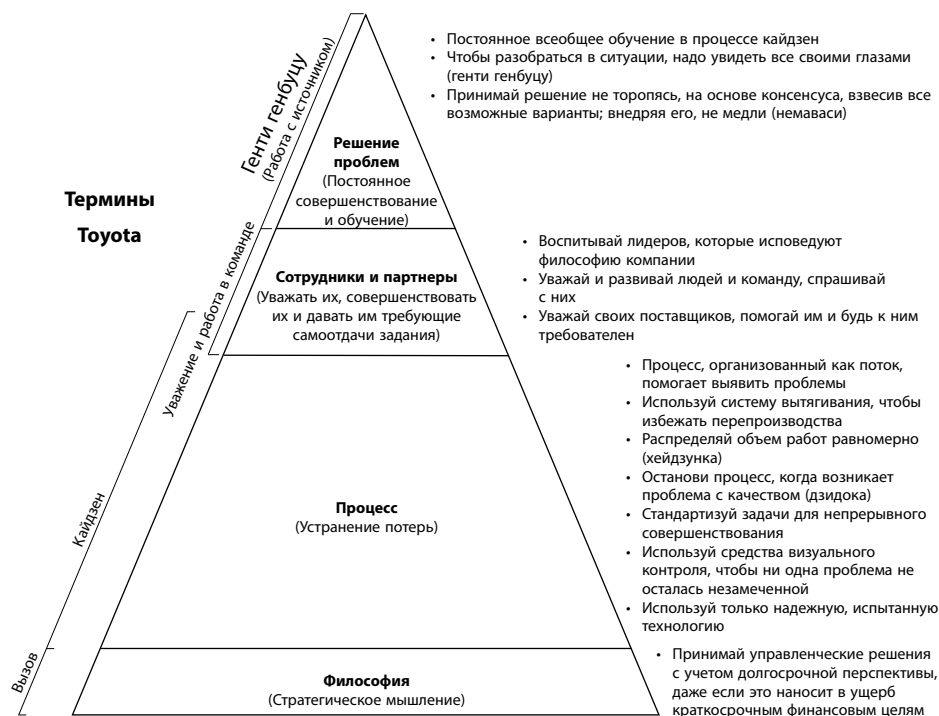 • Постоянное всеобщее обучение в процессе кайдзен
• Чтобы разобраться в ситуации, надо увидеть все своими глазами
(генти генбуцу)
• Принимай решение не торопясь, на основе консенсуса, взвесив все
возможные варианты; внедряя его, не медли (немаваси)
Генти генбуцу
(Работа с источником)
Решение
проблем
(Постоянное
совершенствование
и обучение)
Термины
Toyota
Уважение и работа в команде
Сотрудники и партнеры
(Уважать их, совершенствовать
их и давать им требующие
самоотдачи задания)
• Воспитывай лидеров, которые исповедуют
философию компании
• Уважай и развивай людей и команду, спрашивай
с них
• Уважай своих поставщиков, помогай им и будь к ним
требователен
Кайдзен
Процесс
(Устранение потерь)
• Процесс, организованный как поток,
помогает выявить проблемы
• Используй систему вытягивания, чтобы
избежать перепроизводства
• Распределяй объем работ равномерно
(хейдзунка)
• Останови процесс, когда возникает
проблема с качеством (дзидока)
• Стандартизуй задачи для непрерывного
совершенствования
• Используй средства визуального
контроля, чтобы ни одна проблема не
осталась незамеченной
• Используй только надежную, испытанную
технологию
Вызов
Философия
(Стратегическое мышление)
• Принимай управленческие решения
с учетом долгосрочной перспективы,
даже если это наносит в ущерб
краткосрочным финансовым целям